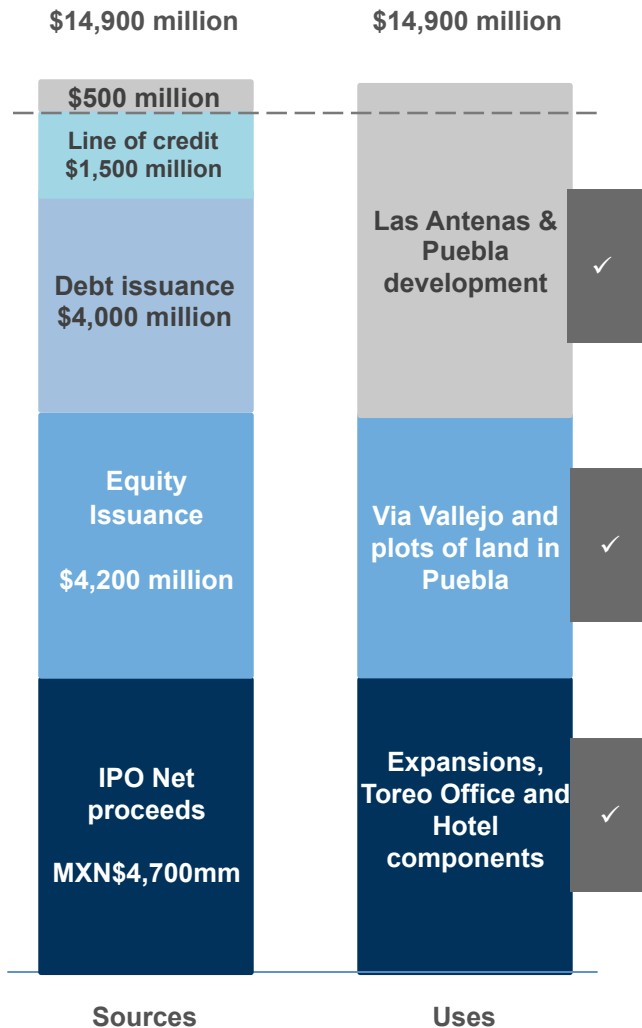 $14,900 million
$14,900 million
$500 million
Line of credit
$1,500 million
Debt issuance
$4,000 million
Equity
Issuance
$4,200 million
IPO Net
proceeds
MXN$4,700mm
Las Antenas &
Puebla
development
✓
Via Vallejo and
plots of land in
Puebla
✓
Expansions,
Toreo Office and
Hotel
components
✓
Sources
Uses